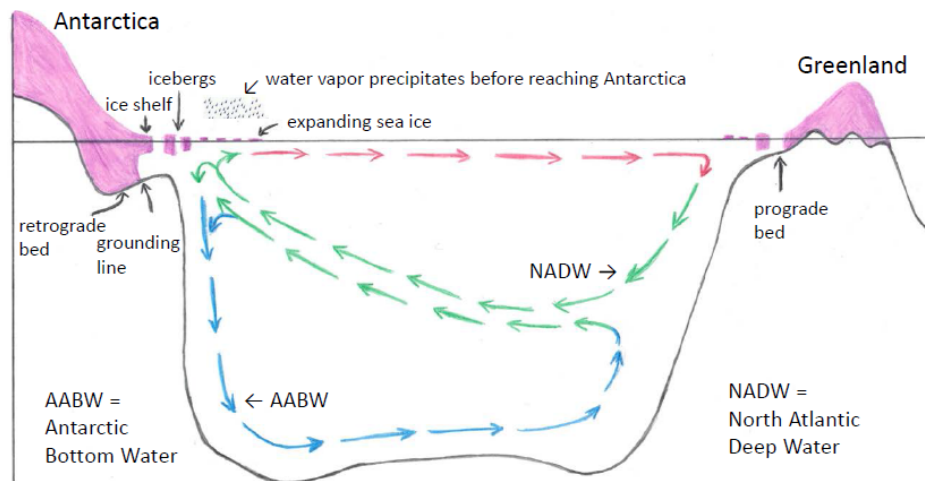 Antarctica
icebergs
ice shelf
water vapor precipitates before reaching Antarctica
expanding sea ice
Greenland
retrograde
bed
grounding
line
prograde
bed
NADW →
← AABW
AABW =
Antarctic
Bottom Water
NADW =
North Atlantic
Deep Water